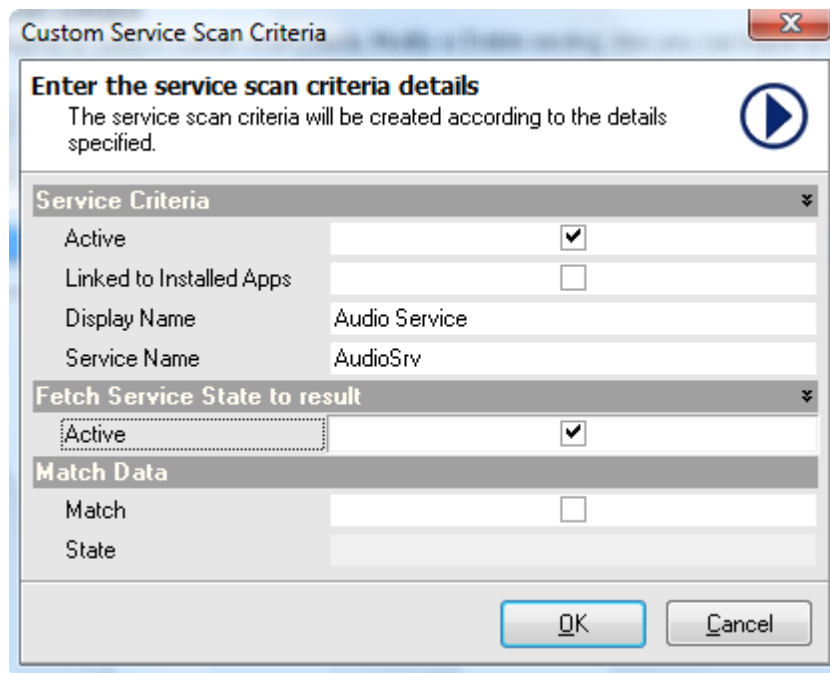 Custom Service Scan Criteria
Enter the service scan criteria details
The service scan criteria will be created according to the details
specified.
Service Criteria
Active
Linked to Installed Apps
Display Name Audio Service
Service Name AudioSrv
Fetch Service State to result
Active
Match Data
Match
State
OK Cancel